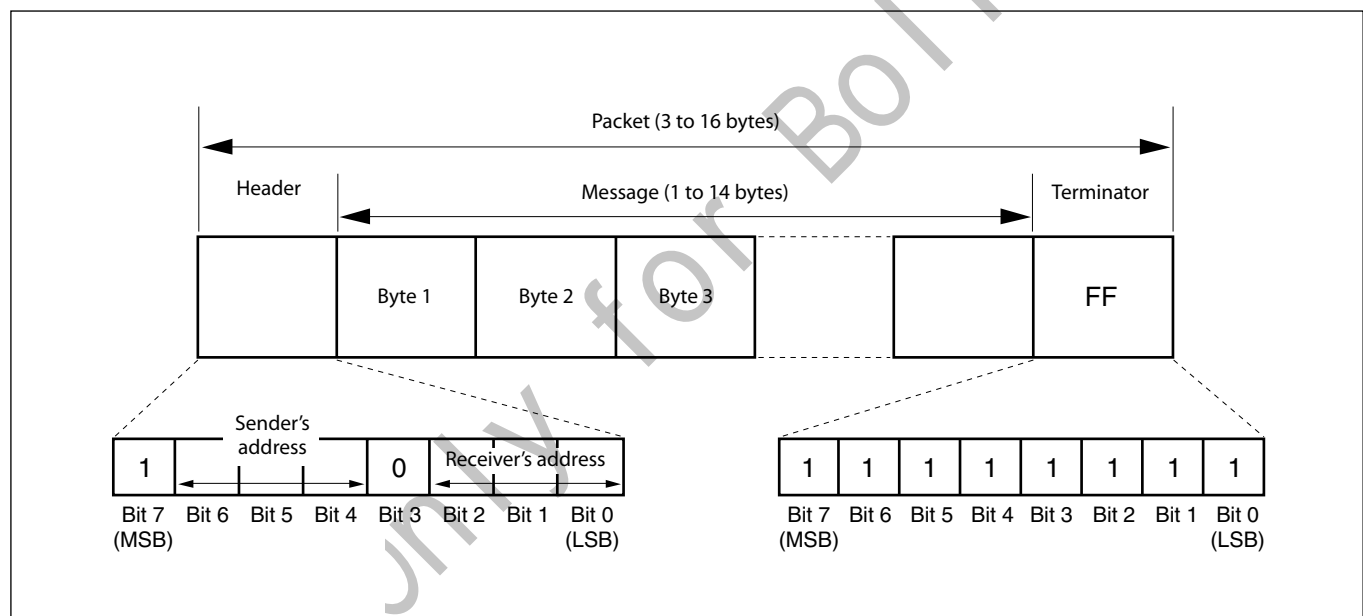 Packet (3 to 16 bytes)
Header
Message (1 to 14 bytes)
Terminator
Byte 1
Byte 2
Byte 3
FF
Sender's
address
1
0
Receiver's address
Bit 7
(MSB)
Bit 6
Bit 5
Bit 4
Bit 3
Bit 2
Bit 1
Bit 0
(LSB)
1 1 1 1 1 1 1 1
Bit 7
(MSB)
Bit 6
Bit 5
Bit 4
Bit 3
Bit 2
Bit 1
Bit 0
(LSB)
only for Bol